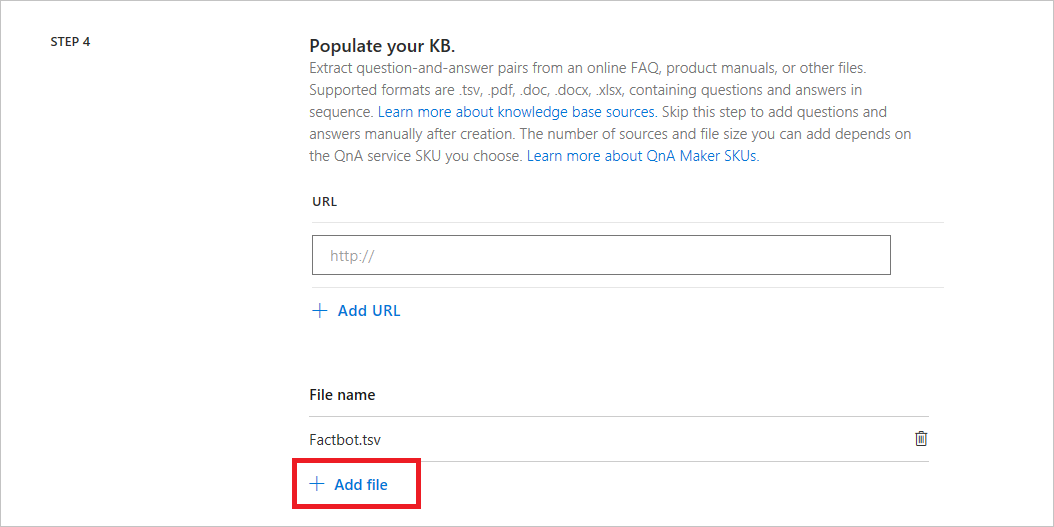 STEP 4
Populate your KB.
Extract question-and-answer pairs from an online FAQ, product manuals, or other files.
Supported formats are .tsv, .pdf, .doc, .docx, .xlsx, containing questions and answers in
sequence. Learn more about knowledge base sources. Skip this step to add questions and
answers manually after creation. The number of sources and file size you can add depends on
the QnA service SKU you choose. Learn more about QnA Maker SKUs.
URL
http://
+ Add URL
File name
Factbot.tsv
+ Add file